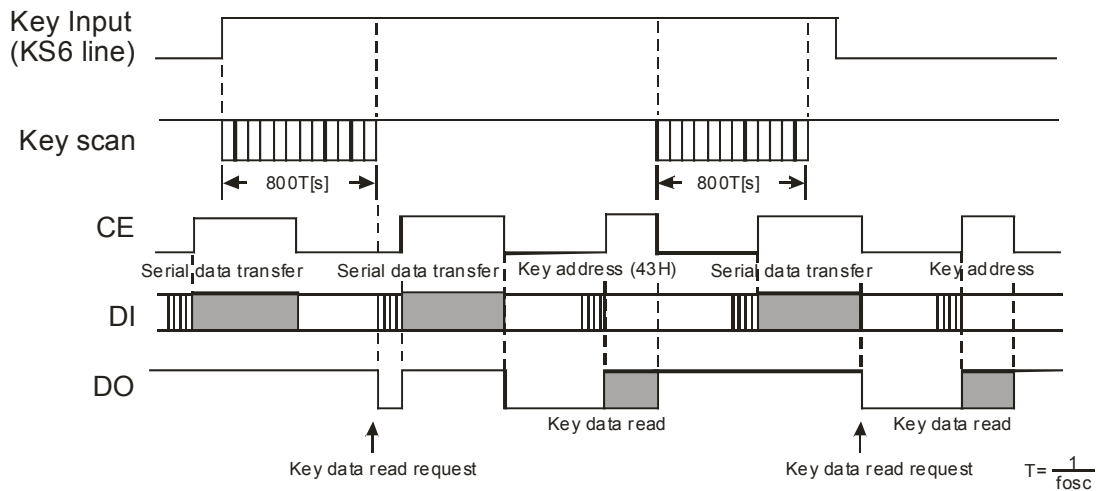 Key Input
(KS6 line)
Key scan
800T[s]
800T[s]
CE
Serial data transfer
Serial data transfer
Key address (43H)
Serial data transfer
Key address
DI
DO
Key data read
Key data read
Key data read request
Key data read request
T= 1
fosc